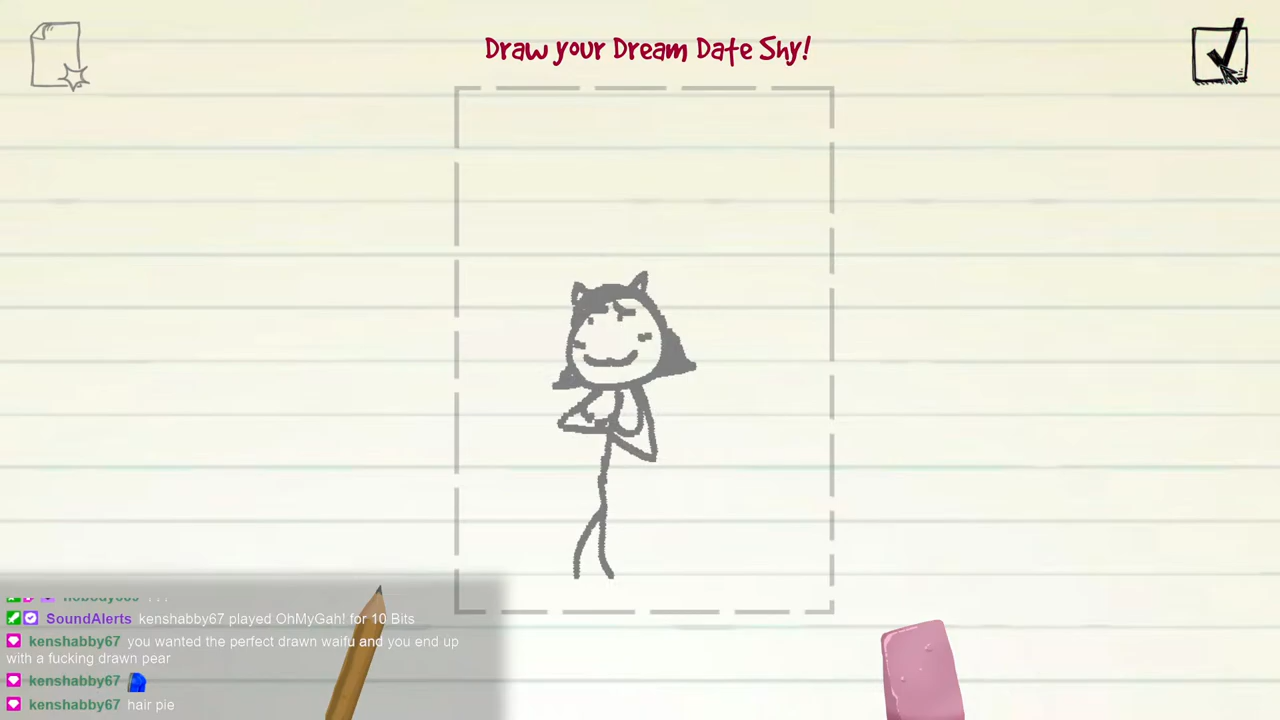 Draw your Dream Date Shy!
SoundAlerts kenshabby67 played OhMyGah! for 10 Bits
kenshabby67 you wanted the perfect drawn waifu and you end up
with a fucking drawn pear
kenshabby67
kenshabby67 hair pie